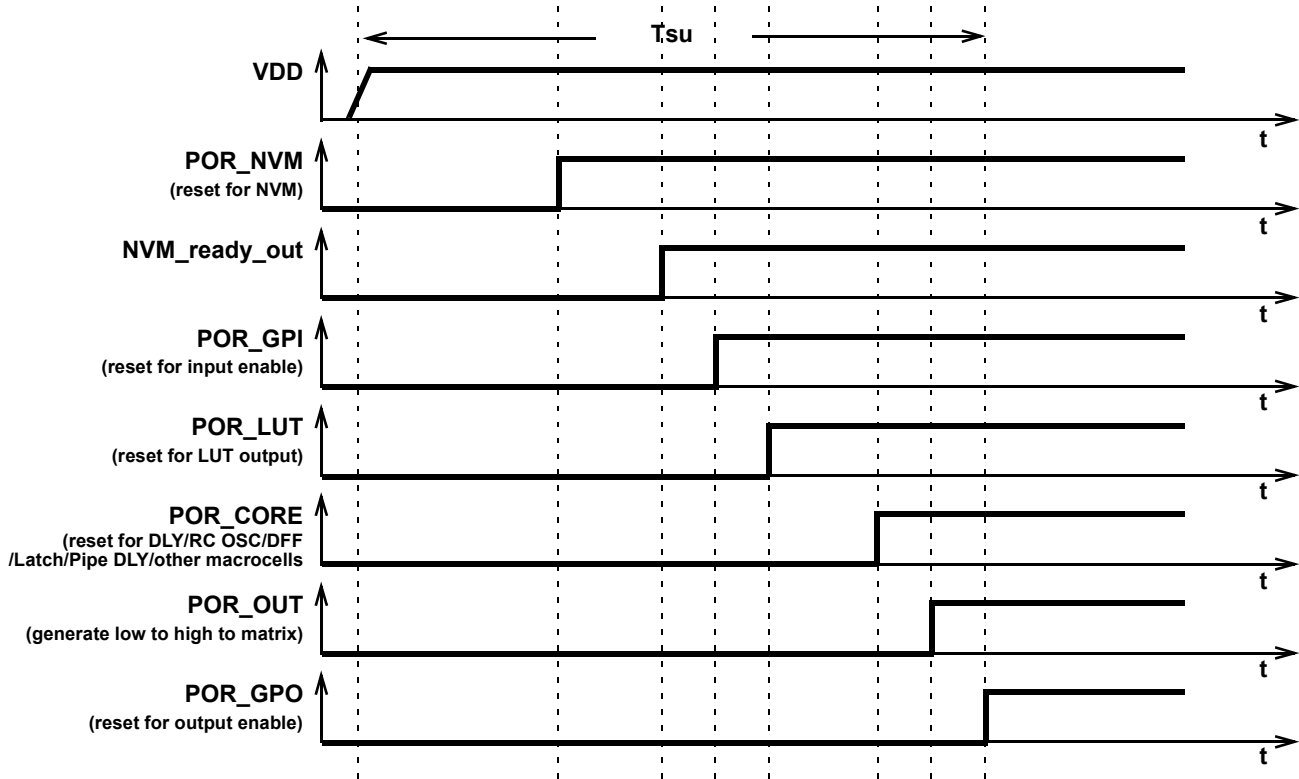 Tsu
VDD
t
POR_NVM
(reset for NVM)
t
NVM_ready_out
t
POR_GPI
(reset for input enable)
t
POR_LUT
(reset for LUT output)
t
POR_CORE
(reset for DLY/RC OSC/DFF
/Latch/Pipe DLY/other macrocells
t
POR_OUT
(generate low to high to matrix)
t
POR_GPO
(reset for output enable)
t